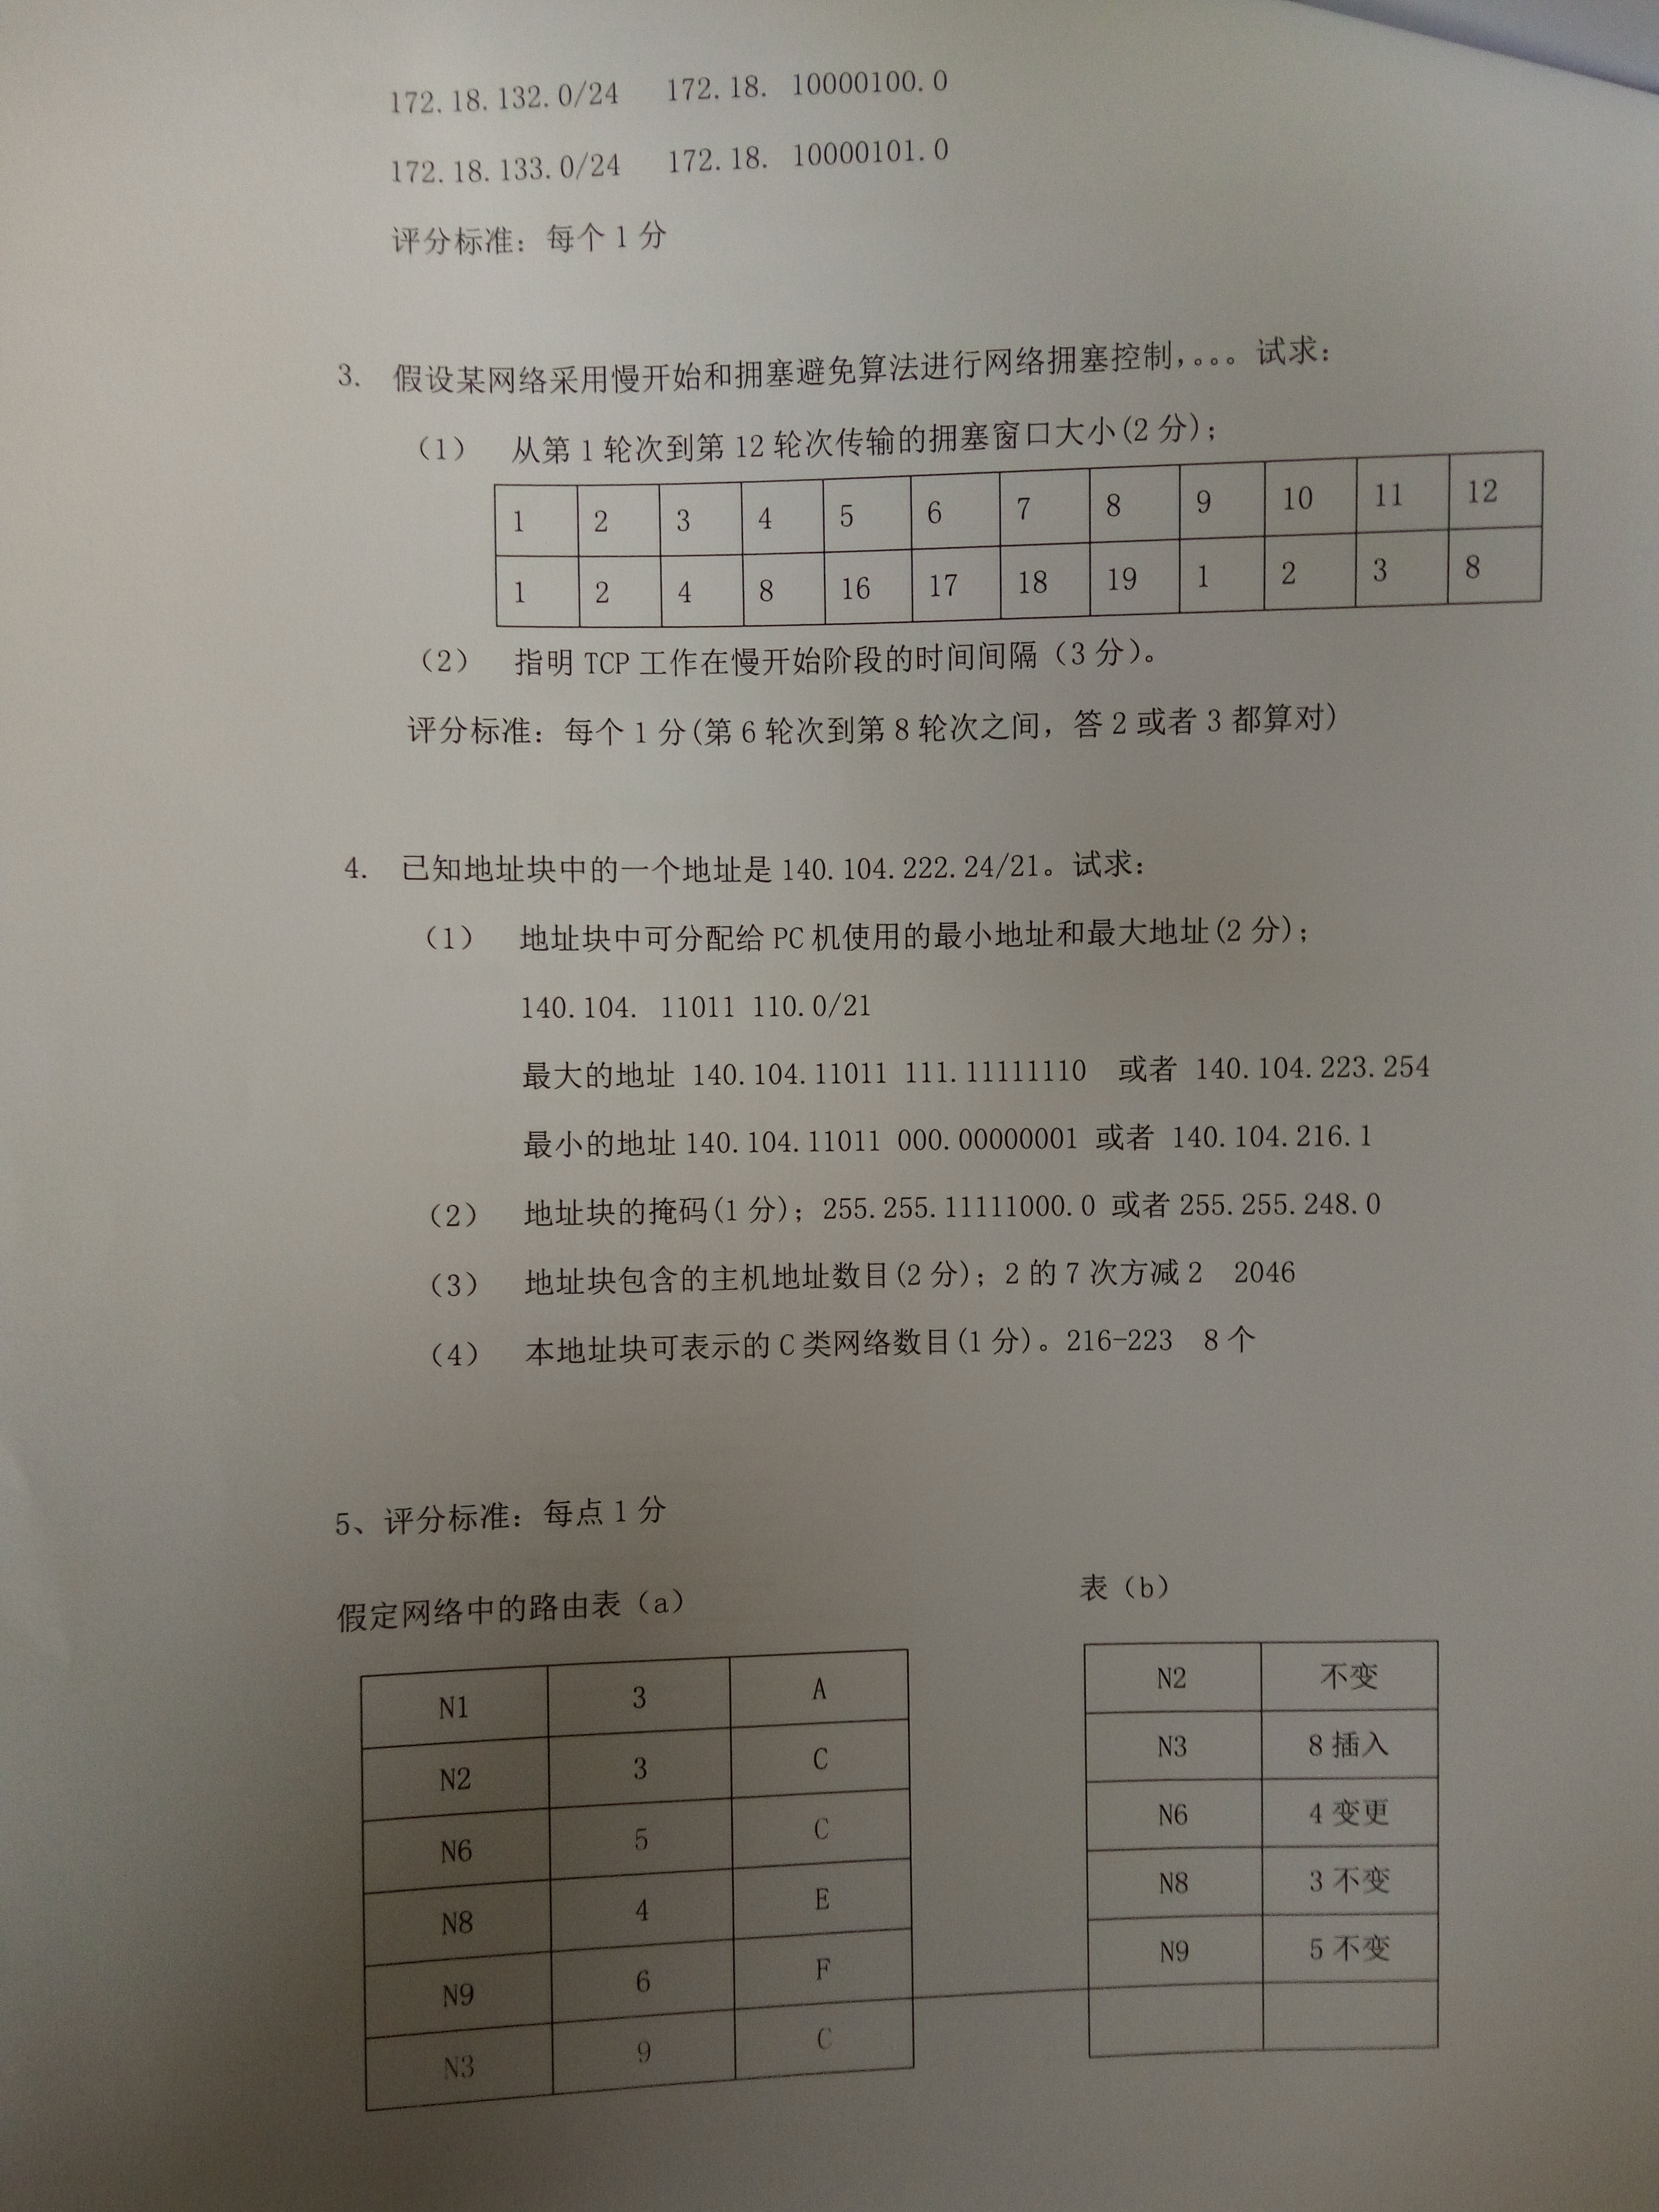 172.18.132.0/24 172.18. 10000100.0
172.18.133.0/24 172.18. 10000101.0
评分标准：每个1分
3. 假设某网络采用慢开始和拥塞避免算法进行网络拥塞控制，。。。试求：
（1） 从第1轮次到第12轮次传输的拥塞窗口大小(2分)；
1 2 3 4 5 6 7 8 9 10 11 12
1 2 4 8 16 17 18 19 1 2 3 8
（2） 指明TCP工作在慢开始阶段的时间间隔（3分）。
评分标准：每个1分(第6轮次到第8轮次之间，答2或者3都算对)
4. 已知地址块中的一个地址是140.104.222.24/21。试求：
（1） 地址块中可分配给PC机使用的最小地址和最大地址(2分)；
140.104. 11011 110.0/21
最大的地址 140.104.11011 111.11111110 或者 140.104.223.254
最小的地址140.104.11011 000.00000001 或者 140.104.216.1
（2） 地址块的掩码(1分)；255.255.11111000.0 或者255.255.248.0
（3） 地址块包含的主机地址数目(2分)；2的7次方减2 2046
（4） 本地址块可表示的C类网络数目(1分)。216-223 8个
5、评分标准：每点1分
假定网络中的路由表（a）
N1 3 A
N2 3 C
N6 5 C
N8 4 E
N9 6 F
N3 9 C
表（b）
N2 不变
N3 8插入
N6 4变更
N8 3不变
N9 5不变